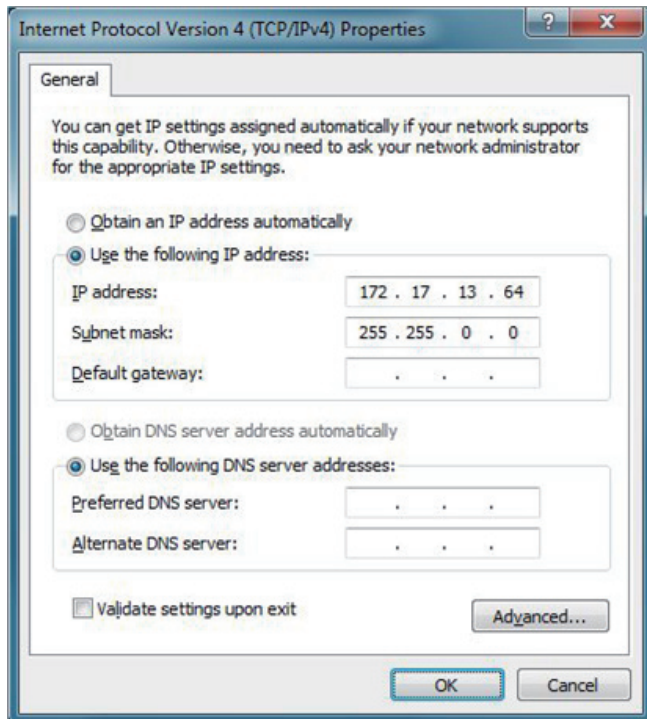 Internet Protocol Version 4 (TCP/IPv4) Properties
General
You can get IP settings assigned automatically if your network supports
this capability. Otherwise, you need to ask your network administrator
for the appropriate IP settings.
Obtain an IP address automatically
Use the following IP address:
IP address: 172 . 17 . 13 . 64
Subnet mask: 255 . 255 . 0 . 0
Default gateway: . . .
Obtain DNS server address automatically
Use the following DNS server addresses:
Preferred DNS server: . . .
Alternate DNS server: . . .
Validate settings upon exit
Advanced...
OK Cancel